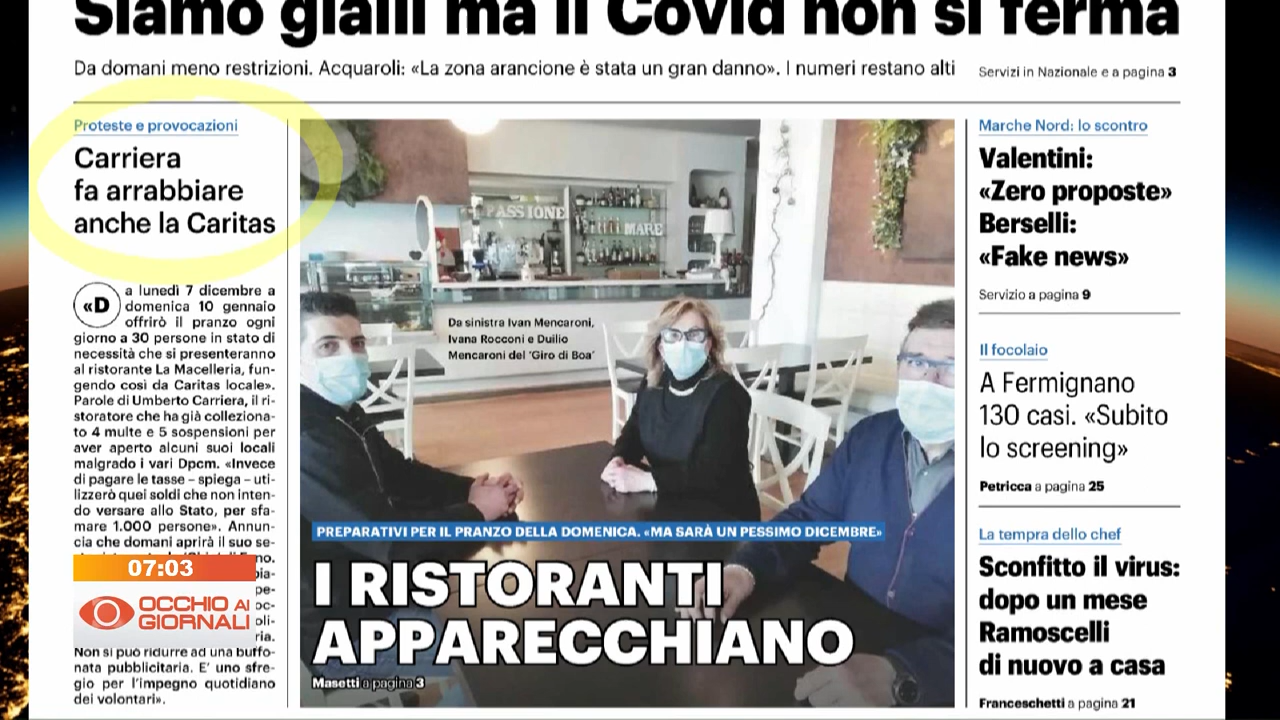 Siamo gialli ma il Covid non si ferma
Da domani meno restrizioni. Acquaroli: «La zona arancione è stata un gran danno». I numeri restano alti
Servizi in Nazionale e a pagina 3
Proteste e provocazioni
Carriera
fa arrabbiare
anche la Caritas
«D
a lunedì 7 dicembre a
domenica 10 gennaio
offrirò il pranzo ogni
giorno a 30 persone in stato di
necessità che si presenteranno
al ristorante La Macelleria, fun-
gendo così da Caritas locale».
Parole di Umberto Carriera, il ri-
storatore che ha già colleziona-
to 4 multe e 5 sospensioni per
aver aperto alcuni suoi locali
malgrado i vari Dpcm. «Invece
di pagare le tasse – spiega – uti-
lizzerò quei soldi che non inten-
do versare allo Stato, per sfa-
mare 1.000 persone». Annun-
cia che domani aprirà il suo se-
no.
07:03
bia-
pe-
OCCHIO AI
oc-
GIORNALI
oli-
ria.
Non si può ridurre ad una buffo-
nata pubblicitaria. E' uno sfre-
gio per l'impegno quotidiano
dei volontari».
PASSIONE
MARE
Da sinistra Ivan Mencaroni,
Ivana Rocconi e Duilio
Mencaroni del 'Giro di Boa'
PREPARATIVI PER IL PRANZO DELLA DOMENICA. «MA SARÀ UN PESSIMO DICEMBRE»
I RISTORANTI
APPARECCHIANO
Masetti a pagina 3
Marche Nord: lo scontro
Valentini:
«Zero proposte»
Berselli:
«Fake news»
Servizio a pagina 9
Il focolaio
A Fermignano
130 casi. «Subito
lo screening»
Petricca a pagina 25
La tempra dello chef
Sconfitto il virus:
dopo un mese
Ramoscelli
di nuovo a casa
Franceschetti a pagina 21